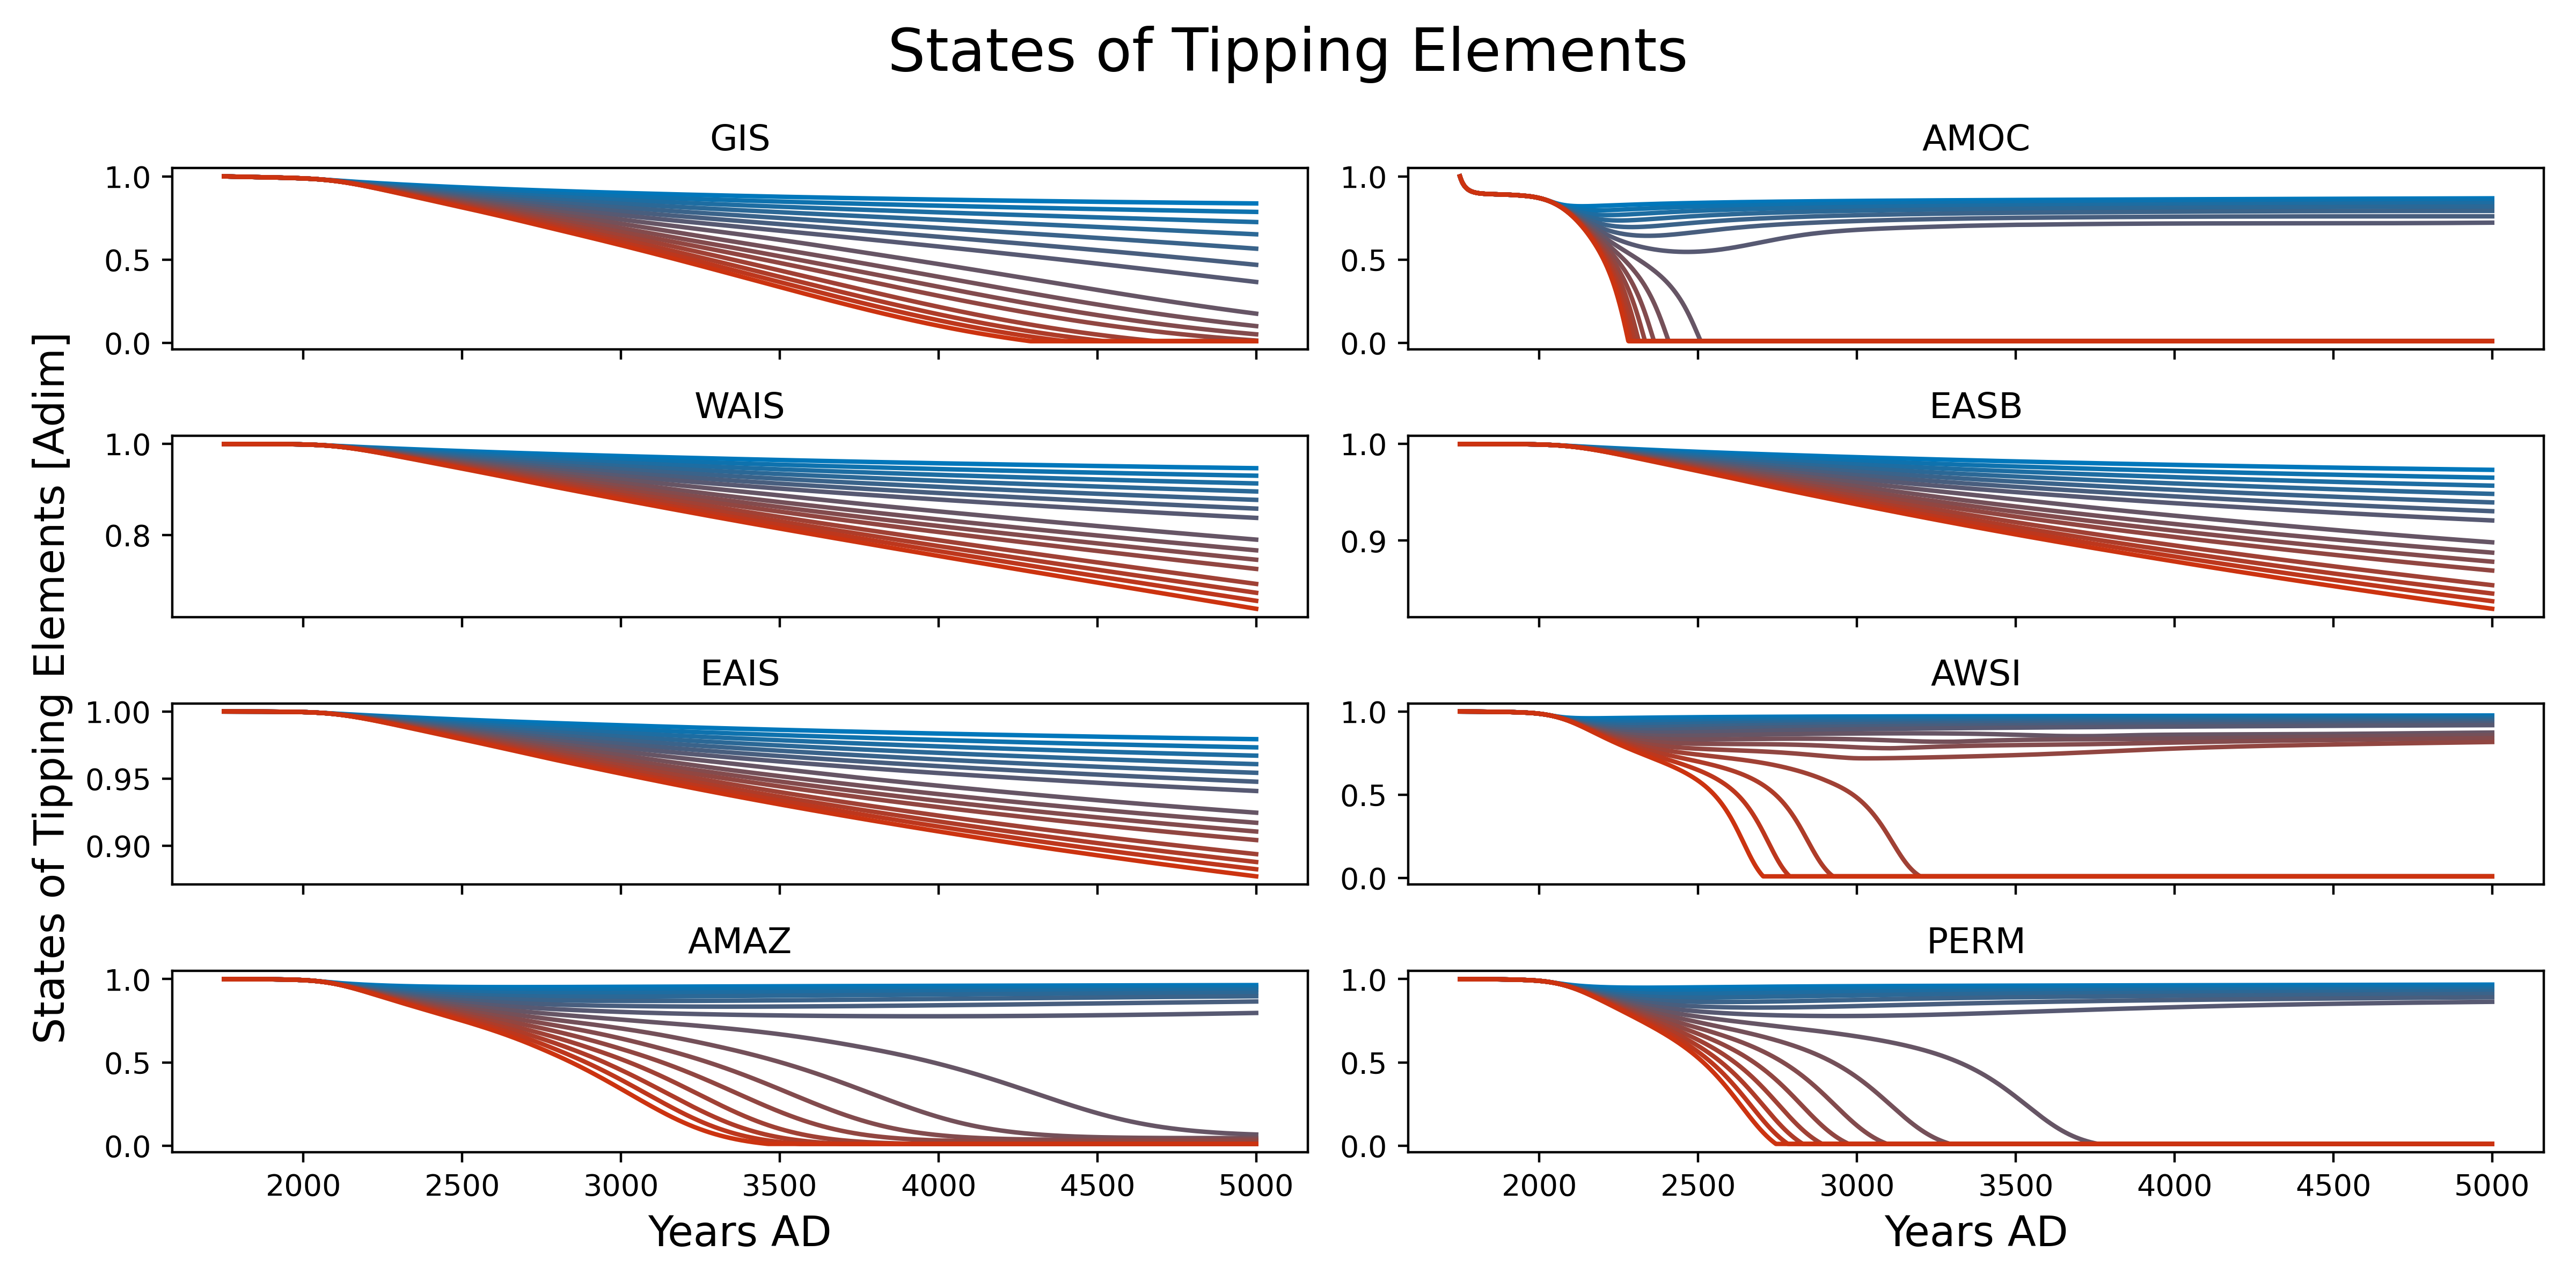 States of Tipping Elements
GIS
1.0
0.5
0.0
AMOC
1.0
0.5
0.0
WAIS
1.0
0.8
EASB
1.0
0.9
EAIS
1.00
0.95
0.90
AWSI
1.0
0.5
0.0
AMAZ
1.0
0.5
0.0
2000 2500 3000 3500 4000 4500 5000
Years AD
PERM
1.0
0.5
0.0
2000 2500 3000 3500 4000 4500 5000
Years AD
States of Tipping Elements [Adim]